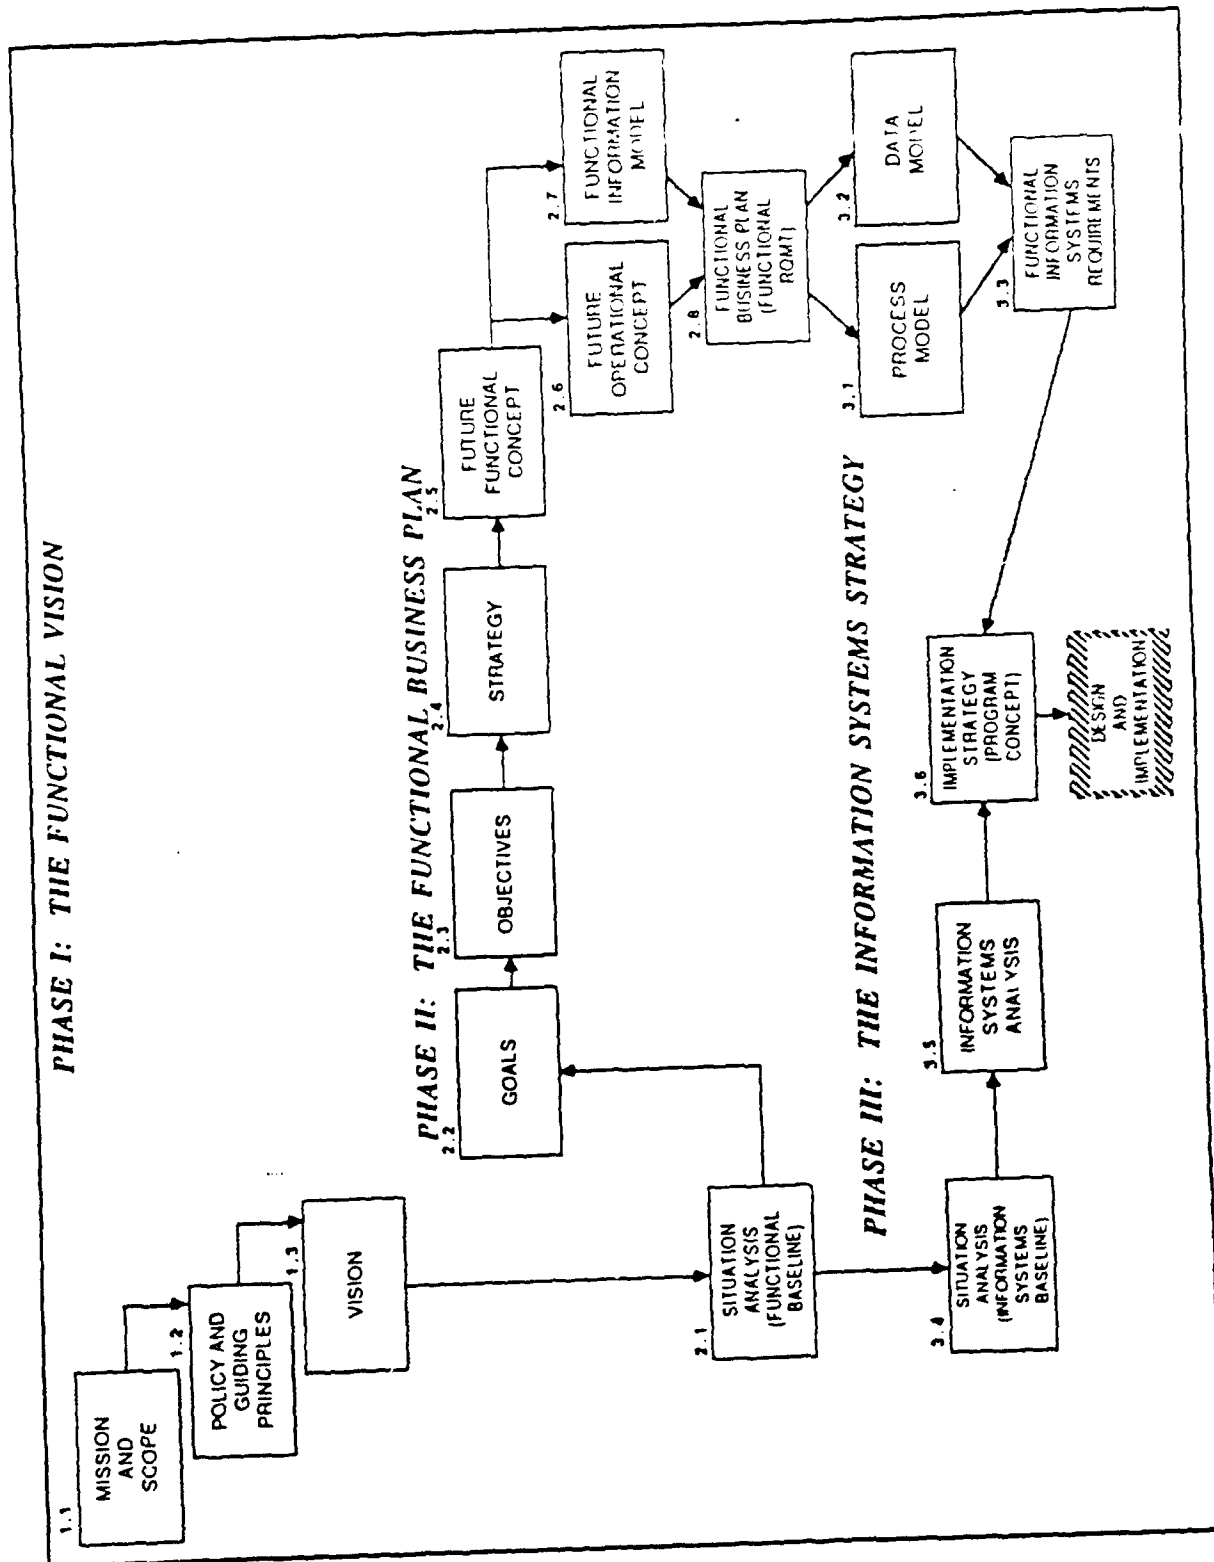 PHASE I: THE FUNCTIONAL VISION
1.1
MISSION
AND
SCOPE
1.2
POLICY AND
GUIDING
PRINCIPLES
1.3
VISION
PHASE II: THE FUNCTIONAL BUSINESS PLAN
2.1
SITUATION
ANALYSIS
(FUNCTIONAL
BASELINE)
2.2
GOALS
2.3
OBJECTIVES
2.4
STRATEGY
2.5
FUTURE
FUNCTIONAL
CONCEPT
2.6
FUTURE
OPERATIONAL
CONCEPT
2.7
FUNCTIONAL
INFORMATION
MODEL
2.8
FUNCTIONAL
BUSINESS PLAN
(FUNCTIONAL
RQMT)
PHASE III: THE INFORMATION SYSTEMS STRATEGY
3.1
PROCESS
MODEL
3.2
DATA
MODEL
3.3
FUNCTIONAL
INFORMATION
SYSTEMS
REQUIREMENTS
3.4
SITUATION
ANALYSIS
(INFORMATION
SYSTEMS
BASELINE)
3.5
INFORMATION
SYSTEMS
ANALYSIS
3.6
IMPLEMENTATION
STRATEGY
(PROGRAM
CONCEPT)
DESIGN
AND
IMPLEMENTATION